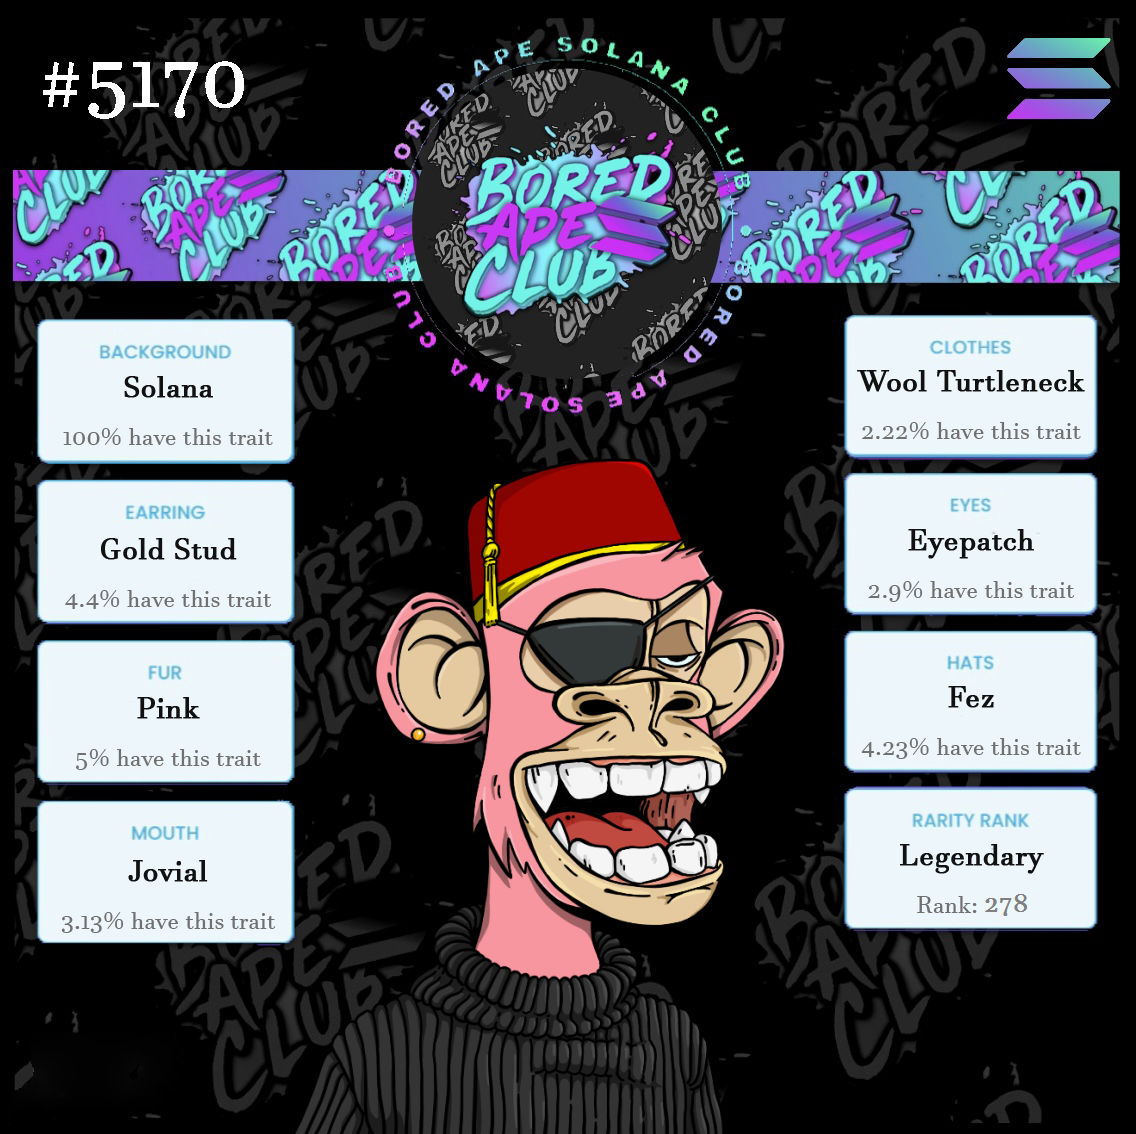 #5170
BORED APE SOLANA CLUB
BORED APE SOLANA CLUB
BORED
APE
CLUB
BACKGROUND
Solana
100% have this trait
EARRING
Gold Stud
4.4% have this trait
FUR
Pink
5% have this trait
MOUTH
Jovial
3.13% have this trait
CLOTHES
Wool Turtleneck
2.22% have this trait
EYES
Eyepatch
2.9% have this trait
HATS
Fez
4.23% have this trait
RARITY RANK
Legendary
Rank: 278